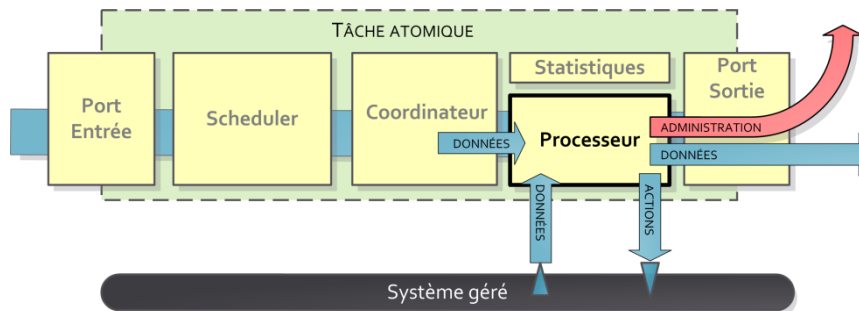 TÂCHE ATOMIQUE
Port
Entrée
Scheduler
Coordinateur
Statistiques
Port
Sortie
Processeur
DONNÉES
ADMINISTRATION
DONNÉES
DONNÉES
ACTIONS
Système géré